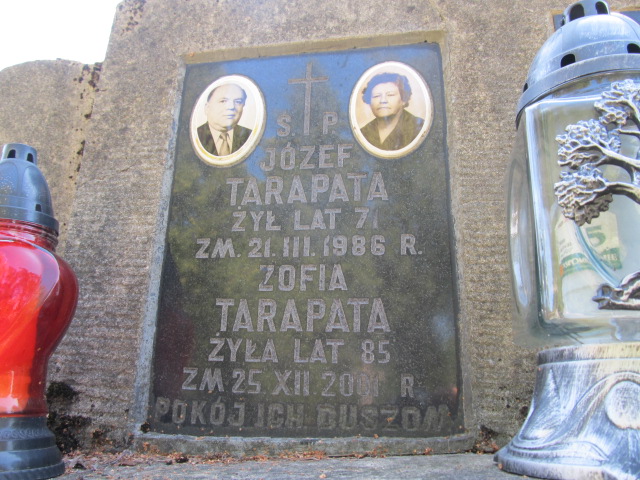 Ś. P.
JÓZEF
TARAPATA
ŻYŁ LAT 71
ZM. 21.III.1986 R.
ZOFIA
TARAPATA
ŻYŁA LAT 85
ZM 25.XII 2001 R.
POKÓJ ICH DUSZOM
5